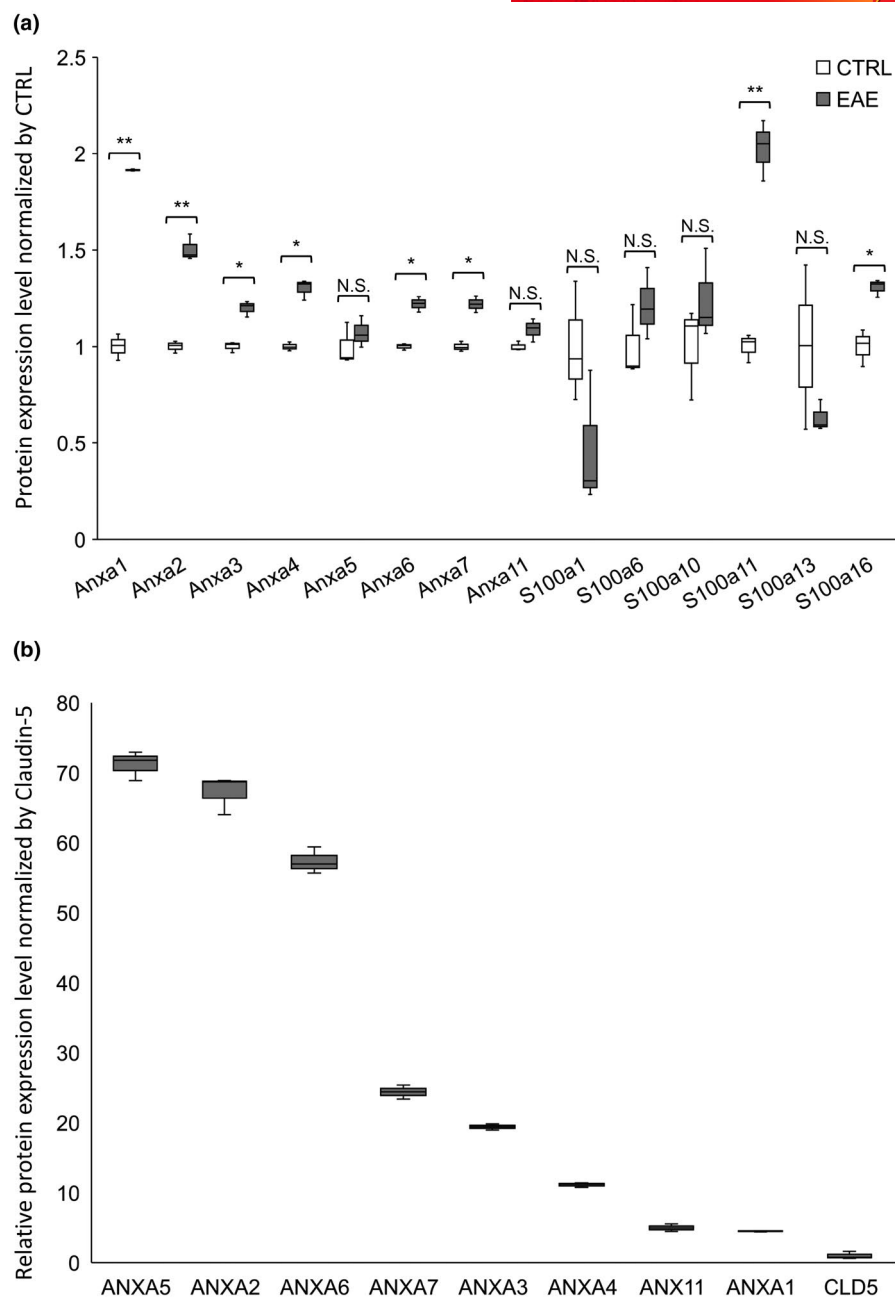 (a)
Protein expression level normalized by CTRL
2.5
2
1.5
1
0.5
0
CTRL
EAE
**
**
*
*
N.S.
*
*
N.S.
N.S.
N.S.
N.S.
**
N.S.
*
Anxa1 Anxa2 Anxa3 Anxa4 Anxa5 Anxa6 Anxa7 Anxa11 S100a1 S100a6 S100a10 S100a11 S100a13 S100a16
(b)
Relative protein expression level normalized by Claudin-5
80
70
60
50
40
30
20
10
0
ANXA5 ANXA2 ANXA6 ANXA7 ANXA3 ANXA4 ANX11 ANXA1 CLD5